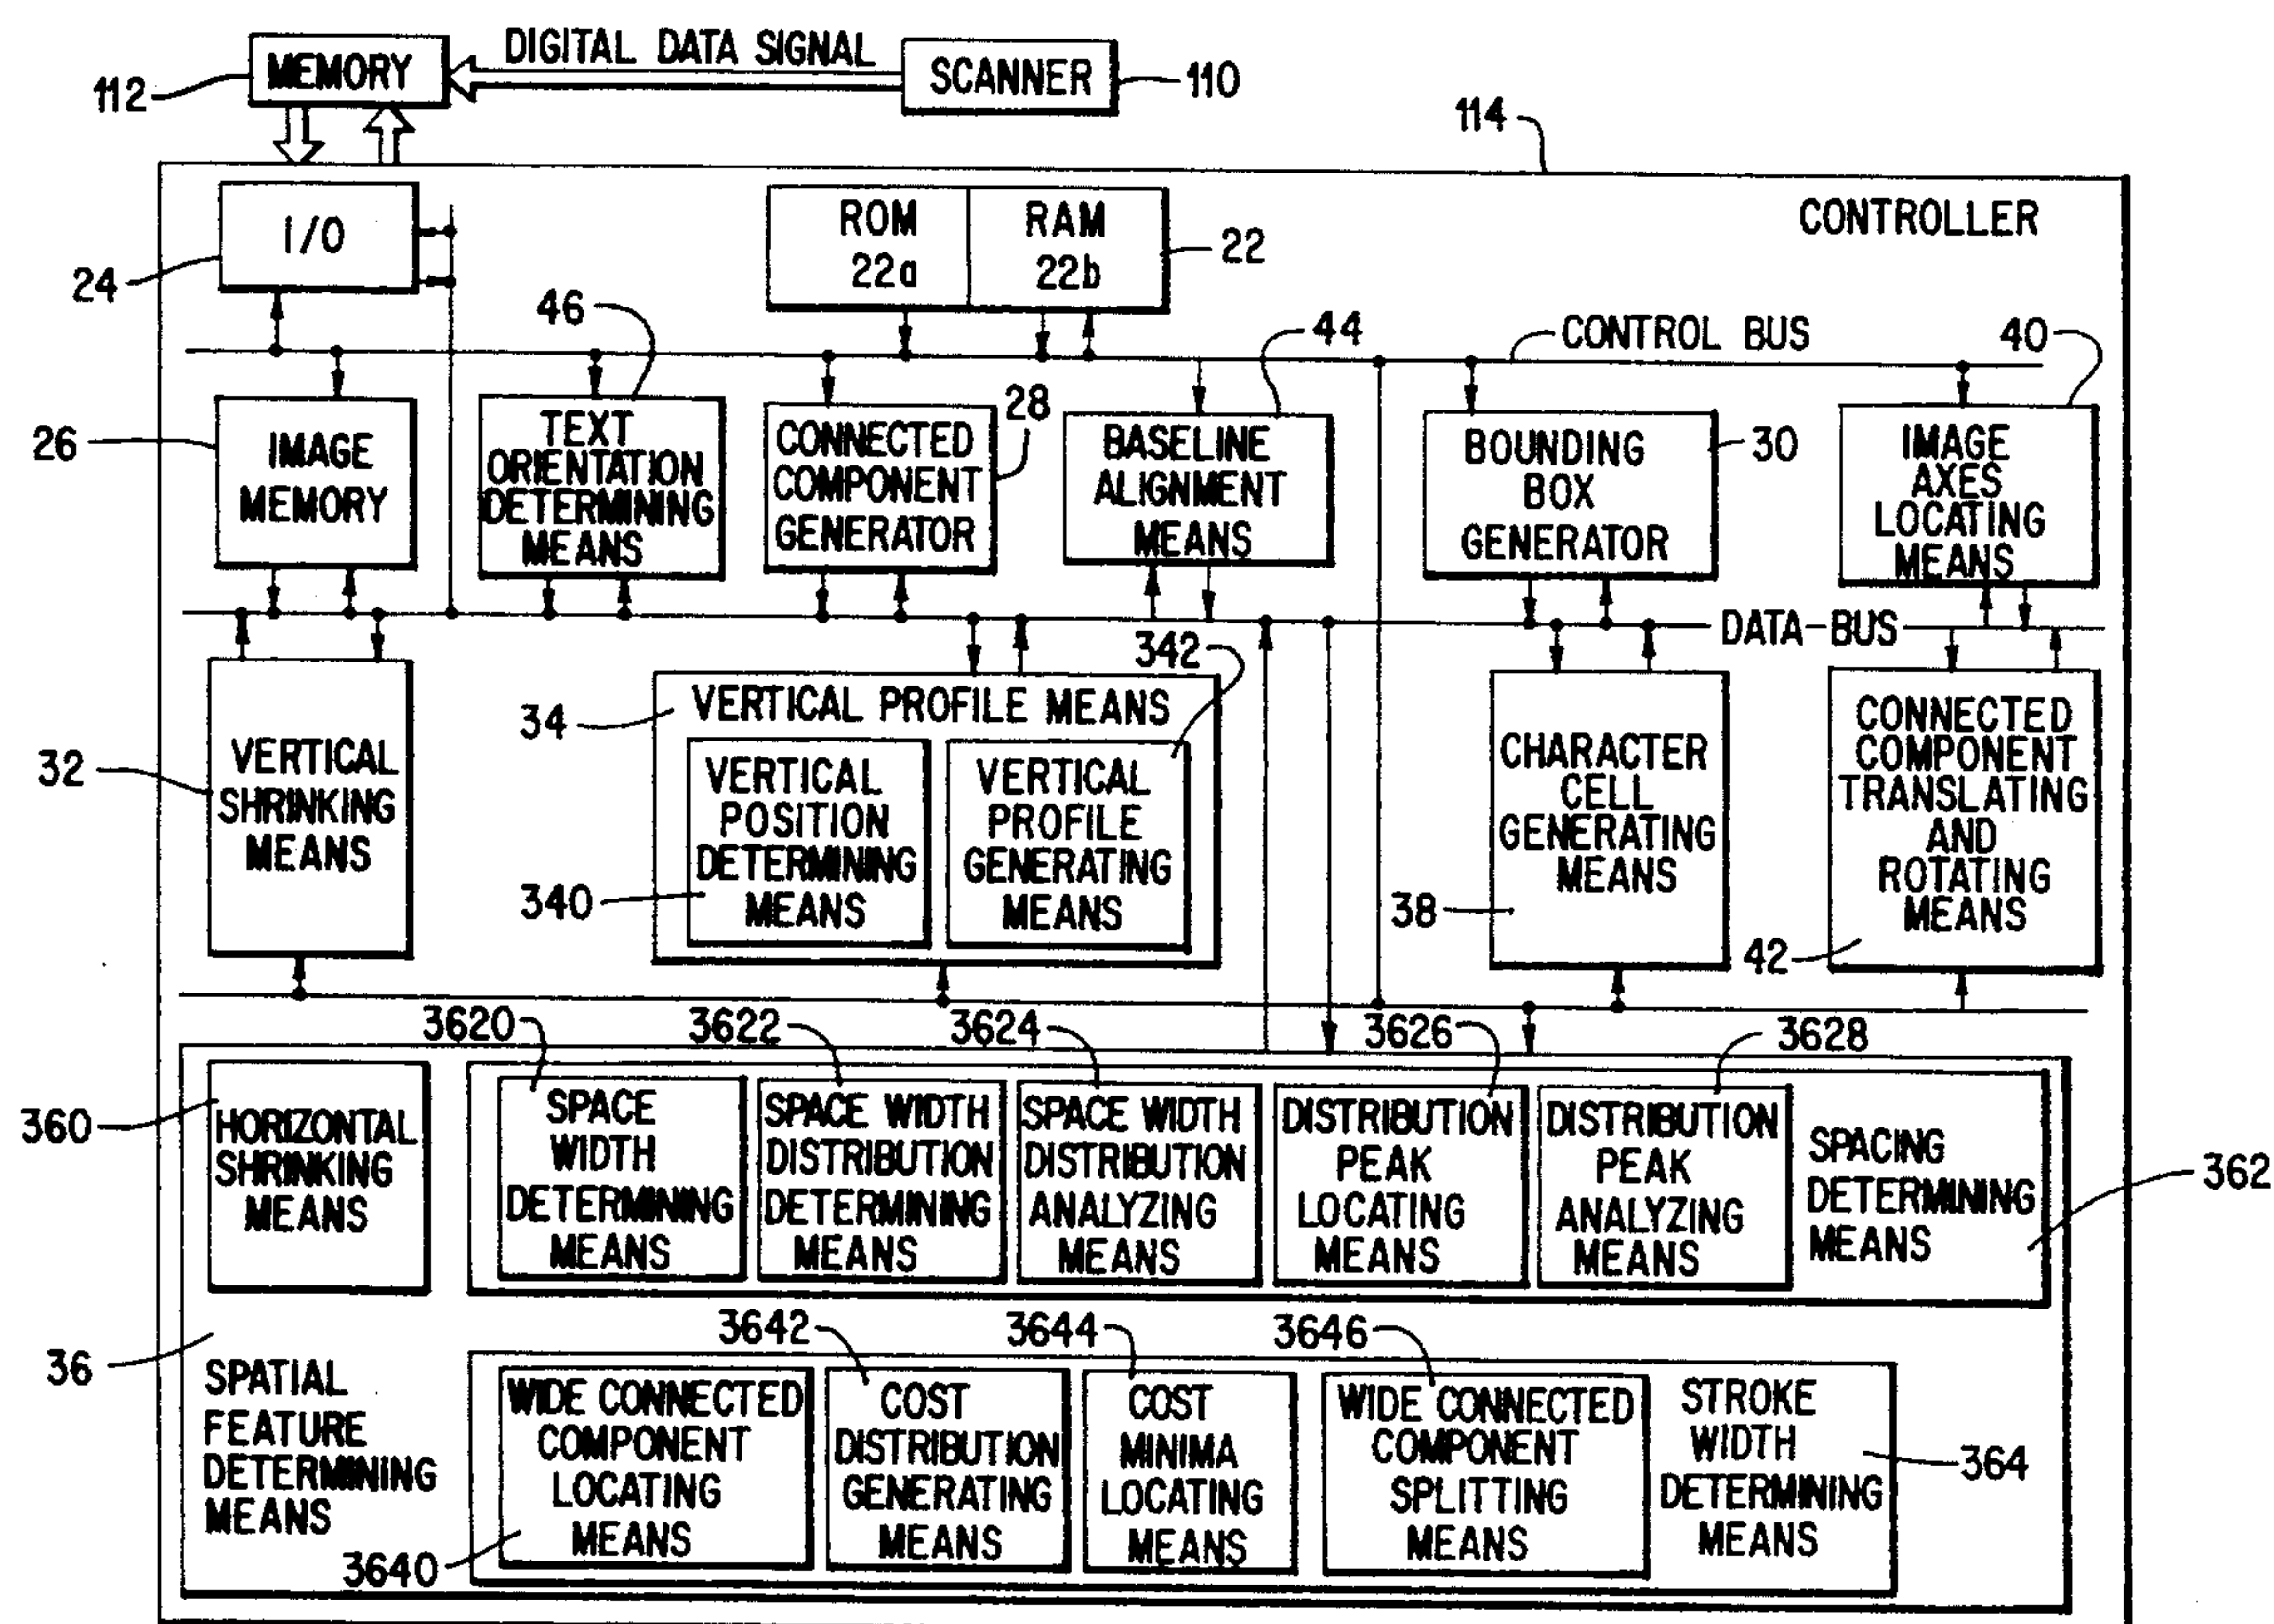 DIGITAL DATA SIGNAL
MEMORY
SCANNER
112
110
114
I/O
ROM
22a
RAM
22b
22
CONTROLLER
24
46
44
CONTROL BUS
40
26
IMAGE
MEMORY
TEXT
ORIENTATION
DETERMINING
MEANS
CONNECTED
COMPONENT
GENERATOR
28
BASELINE
ALIGNMENT
MEANS
BOUNDING
BOX
GENERATOR
30
IMAGE
AXES
LOCATING
MEANS
DATA-BUS
342
32
VERTICAL
SHRINKING
MEANS
34
VERTICAL PROFILE MEANS
VERTICAL
POSITION
DETERMINING
MEANS
340
VERTICAL
PROFILE
GENERATING
MEANS
CHARACTER
CELL
GENERATING
MEANS
38
CONNECTED
COMPONENT
TRANSLATING
AND
ROTATING
MEANS
42
3620
3622
3624
3626
3628
360
HORIZONTAL
SHRINKING
MEANS
SPACE
WIDTH
DETERMINING
MEANS
SPACE WIDTH
DISTRIBUTION
DETERMINING
MEANS
SPACE WIDTH
DISTRIBUTION
ANALYZING
MEANS
DISTRIBUTION
PEAK
LOCATING
MEANS
DISTRIBUTION
PEAK
ANALYZING
MEANS
SPACING
DETERMINING
MEANS
362
36
SPATIAL
FEATURE
DETERMINING
MEANS
3642
3644
3646
WIDE CONNECTED
COMPONENT
LOCATING
MEANS
3640
COST
DISTRIBUTION
GENERATING
MEANS
COST
MINIMA
LOCATING
MEANS
WIDE CONNECTED
COMPONENT
SPLITTING
MEANS
STROKE
WIDTH
DETERMINING
MEANS
364